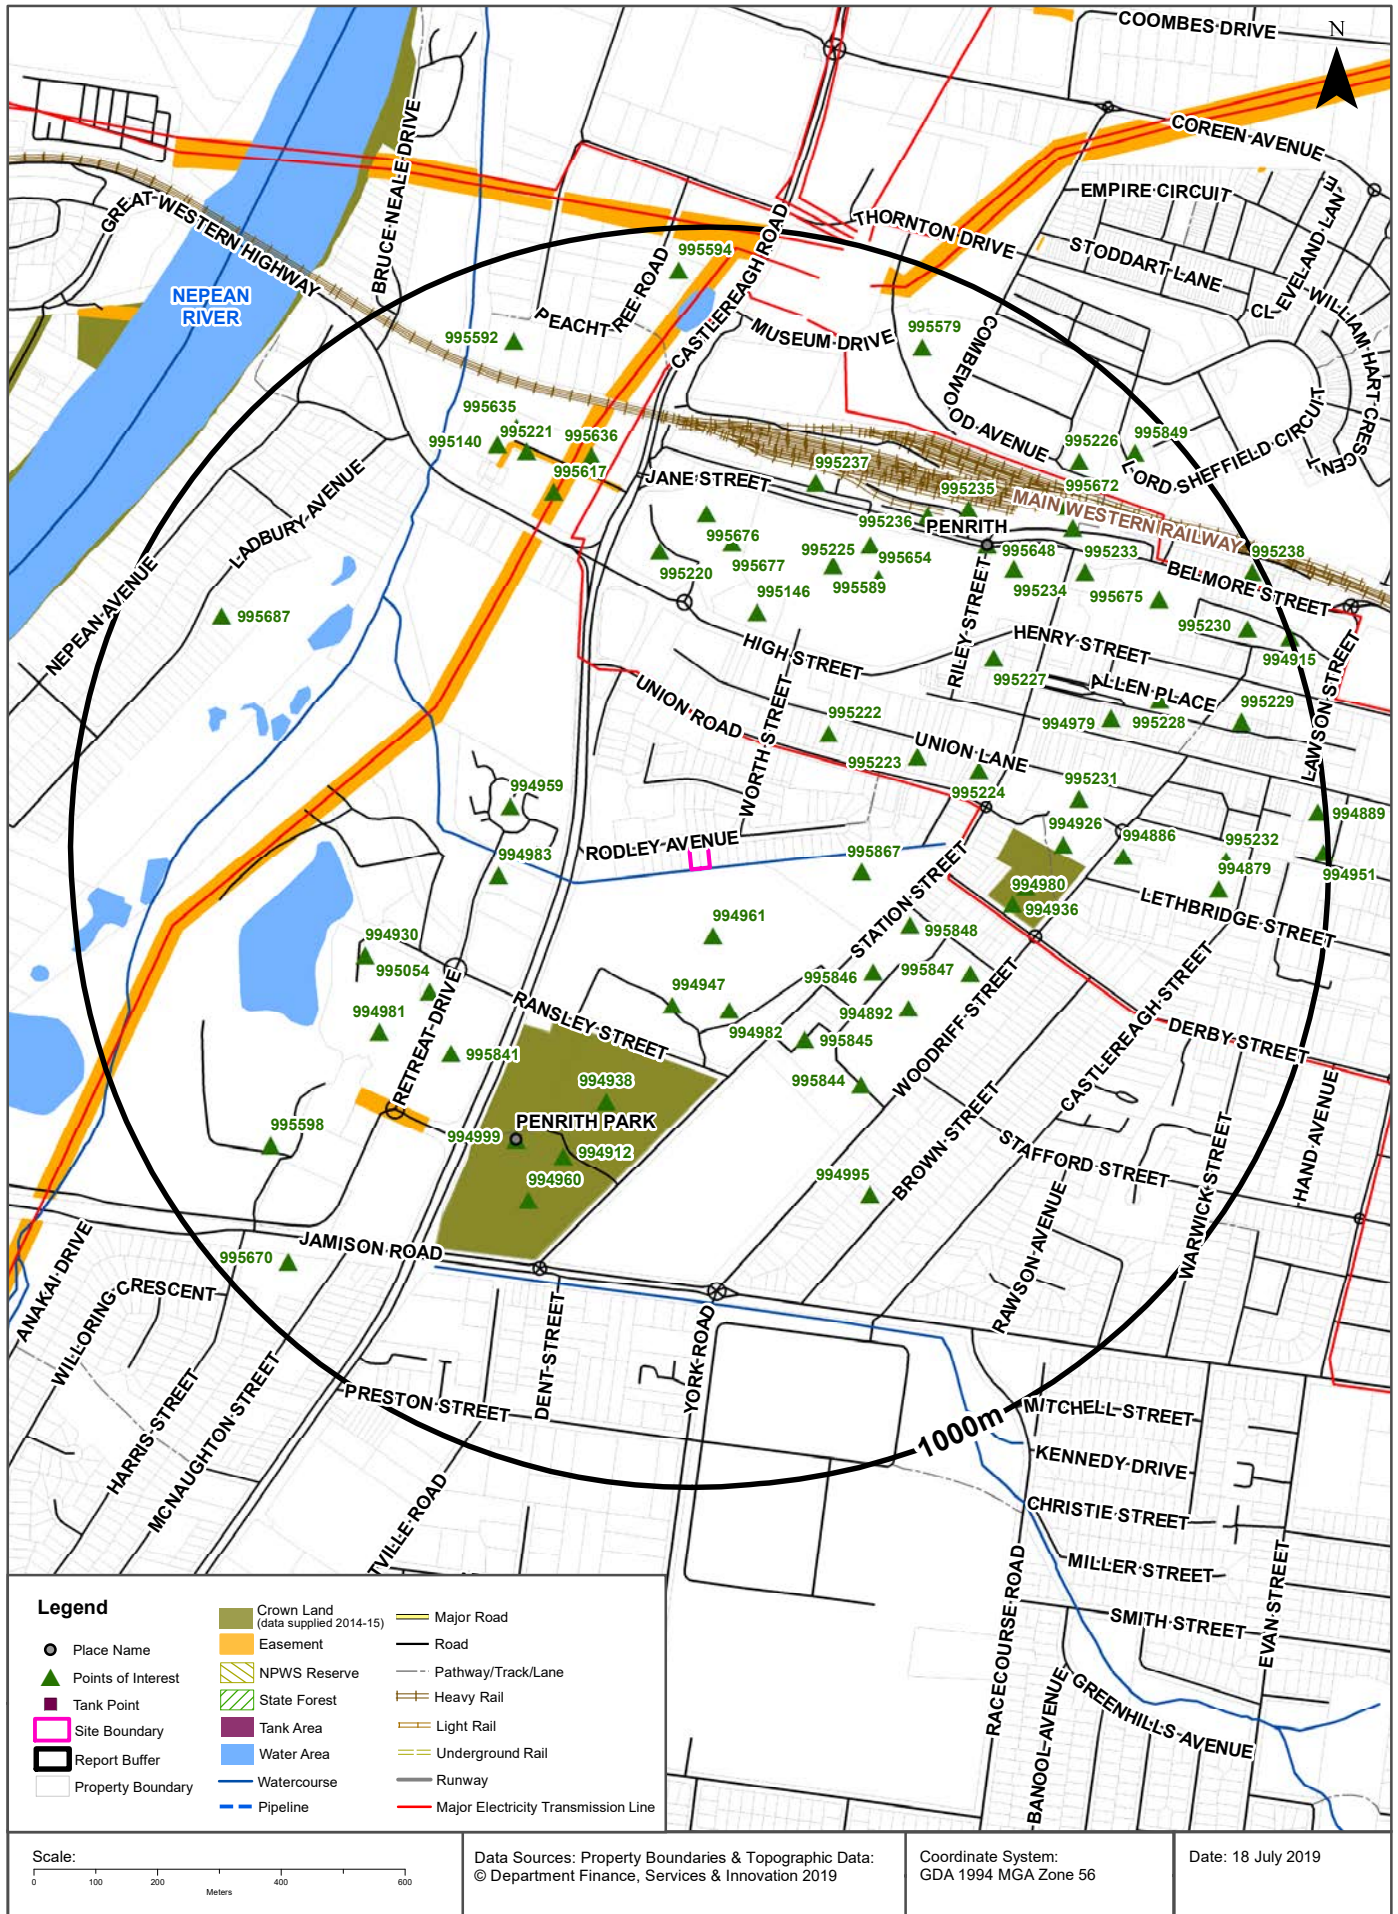 COOMBES DRIVE
N
COREEN AVENUE
BRUCE NEALE DRIVE
GREAT WESTERN HIGHWAY
EMPIRE CIRCUIT
CLEVELAND LANE
THORNTON DRIVE
STODDART LANE
WILLIAM HART CRESCENT
NEPEAN
RIVER
995594
PEACHTREE ROAD
CASTLEREAGH ROAD
MUSEUM DRIVE
995579
COMBEWOOD AVENUE
995592
995635
995221
995636
995140
995617
995226
995849
LORD SHEFFIELD CIRCUIT
995237
JANE STREET
995235
995672
MAIN WESTERN RAILWAY
LADBURY AVENUE
995236
PENRITH
995676
995225
995654
995648
995233
995238
995220
995677
995589
995234
995675
BELMORE STREET
NEPEAN AVENUE
995687
995146
995230
994915
HIGH STREET
RILEY STREET
HENRY STREET
995227
ALLEN PLACE
LAWSON STREET
UNION ROAD
WORTH STREET
995222
994979
995228
995229
995223
UNION LANE
995224
995231
994959
994926
994886
995232
994889
RODLEY AVENUE
994983
995867
994980
994879
994951
994936
LETHBRIDGE STREET
994930
994961
STATION STREET
995848
995054
994947
995846
995847
CASTLEREAGH STREET
994981
RANSLEY STREET
994982
994892
WOODRIFF STREET
995845
DERBY STREET
RETREAT DRIVE
995841
994938
995844
HAND AVENUE
995598
994999
PENRITH PARK
994912
BROWN STREET
STAFFORD STREET
WARWICK STREET
994960
994995
RAWSON AVENUE
JAMISON ROAD
995670
ANAKAI DRIVE
WILLORING CRESCENT
DENT STREET
YORK ROAD
HARRIS STREET
MCNAUGHTON STREET
PRESTON STREET
1000m
MITCHELL STREET
KENNEDY DRIVE
CHRISTIE STREET
TVILLE ROAD
MILLER STREET
SMITH STREET
RACECOURSE ROAD
EVAN STREET
BANOOL AVENUE
GREENHILLS AVENUE
Legend
Place Name
Points of Interest
Tank Point
Site Boundary
Report Buffer
Property Boundary
Crown Land
(data supplied 2014-15)
Easement
NPWS Reserve
State Forest
Tank Area
Water Area
Watercourse
Pipeline
Major Road
Road
Pathway/Track/Lane
Heavy Rail
Light Rail
Underground Rail
Runway
Major Electricity Transmission Line
Scale:
0 100 200 400 600
Meters
Data Sources: Property Boundaries & Topographic Data:
© Department Finance, Services & Innovation 2019
Coordinate System:
GDA 1994 MGA Zone 56
Date: 18 July 2019